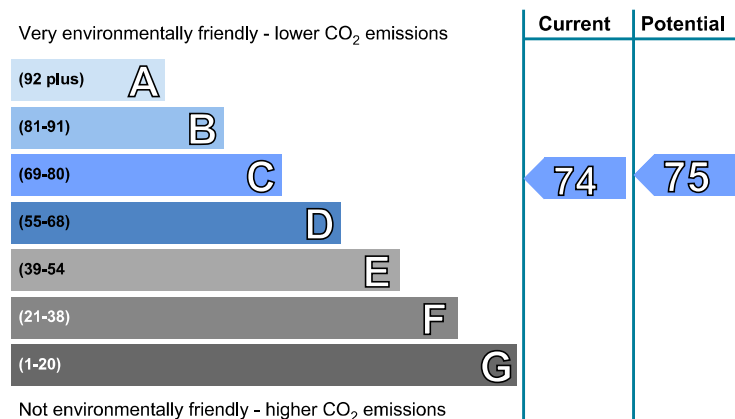 Very environmentally friendly - lower CO₂ emissions
Current
Potential
(92 plus) A
(81-91) B
(69-80) C
74
75
(55-68) D
(39-54 E
(21-38) F
(1-20) G
Not environmentally friendly - higher CO₂ emissions